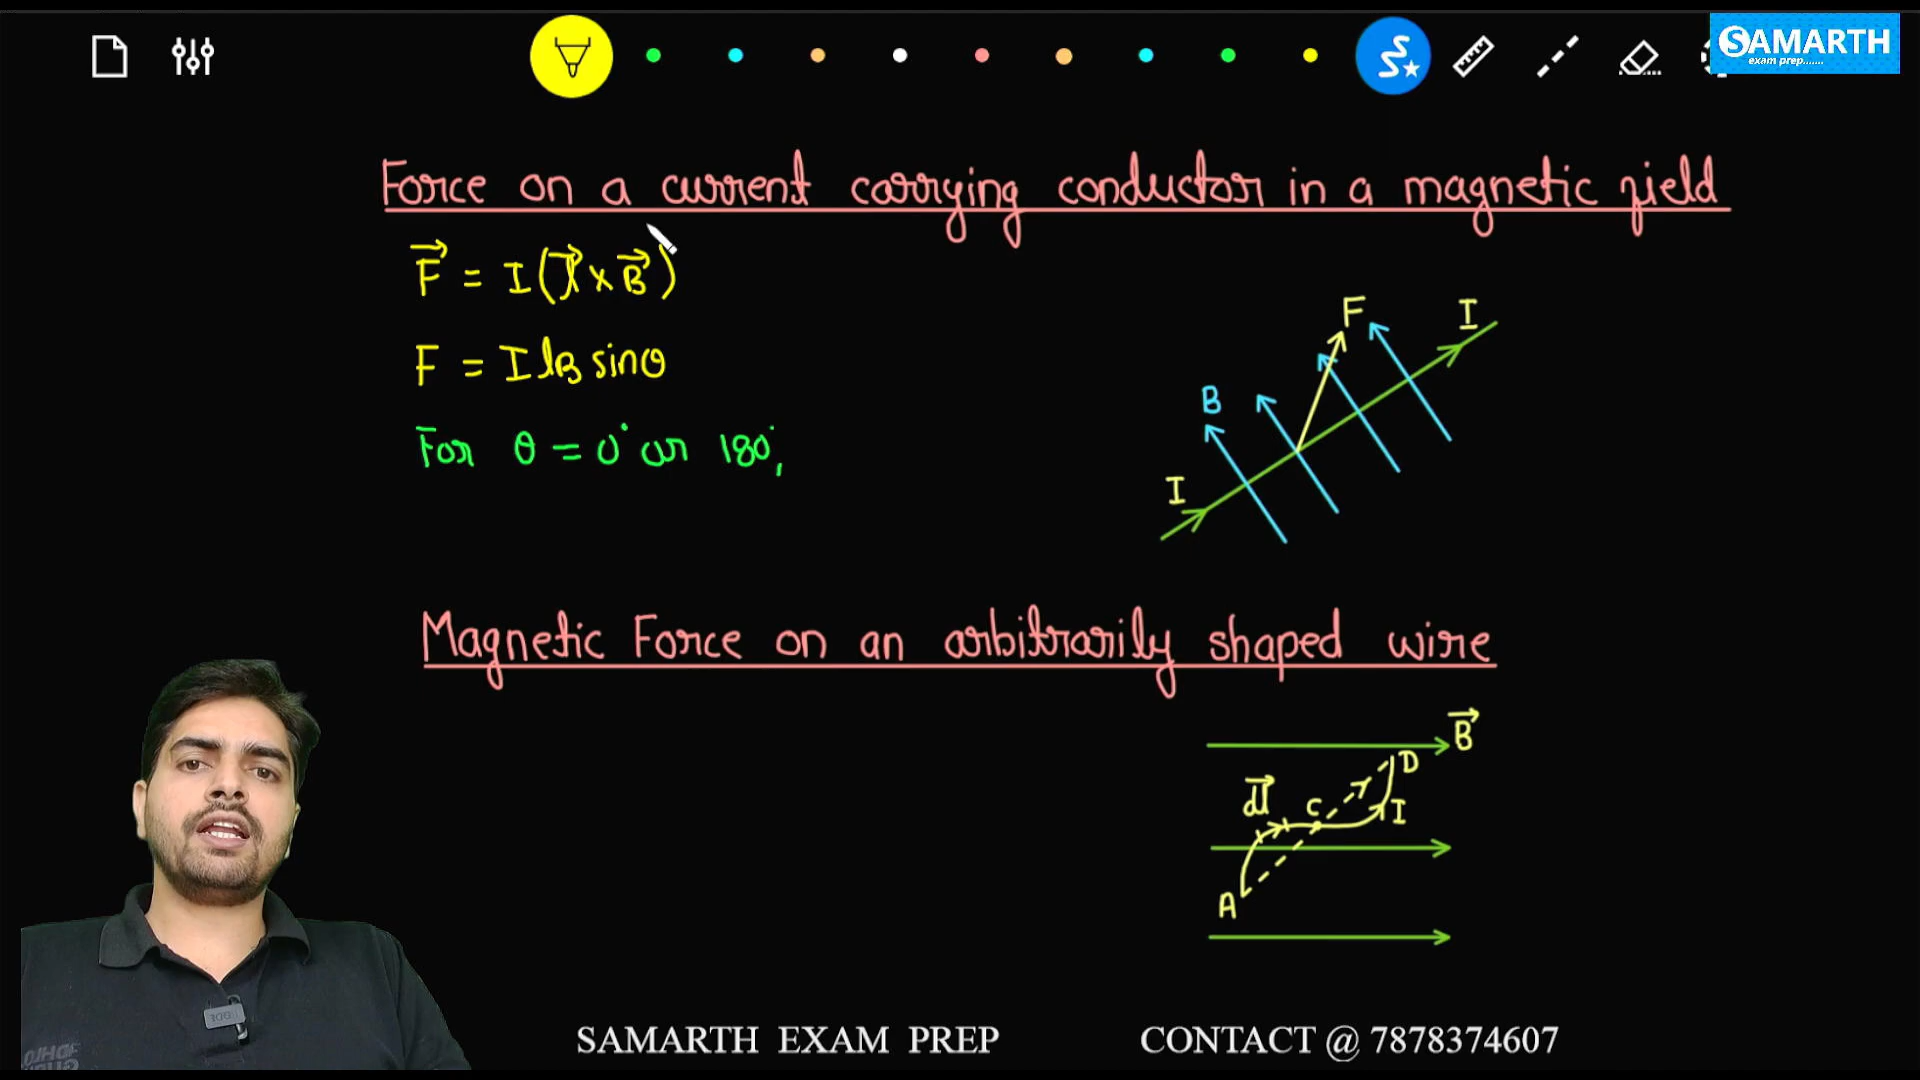 SAMARTH
exam prep.......
Force on a current carrying conductor in a magnetic field
F⃗ = I(l⃗ × B⃗)
F = IlB sinθ
For θ = 0° or 180°,
F
I
B
I
Magnetic Force on an arbitrarily shaped wire
B⃗
D
dl⃗
C
I
A
SAMARTH EXAM PREP
CONTACT @ 7878374607